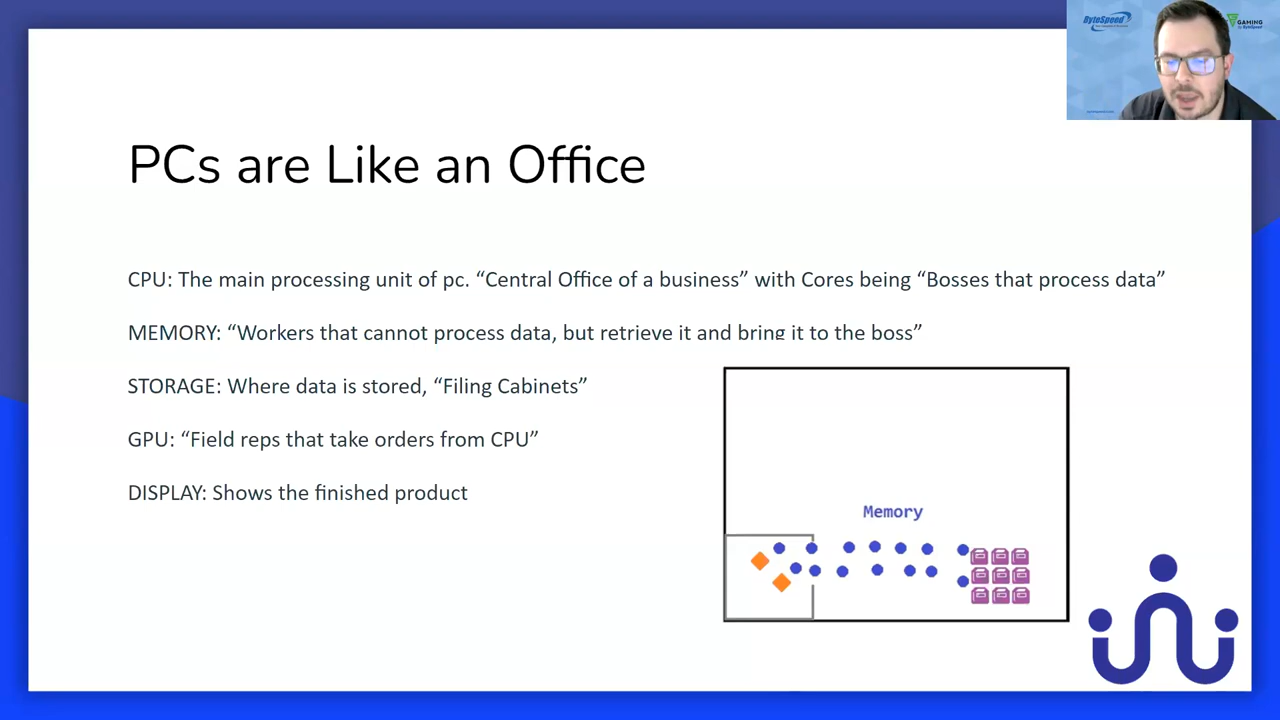 ByteSpeed
GAMING
by ByteSpeed
PCs are Like an Office
CPU: The main processing unit of pc. “Central Office of a business” with Cores being “Bosses that process data”
MEMORY: “Workers that cannot process data, but retrieve it and bring it to the boss”
STORAGE: Where data is stored, “Filing Cabinets”
GPU: “Field reps that take orders from CPU”
DISPLAY: Shows the finished product
Memory